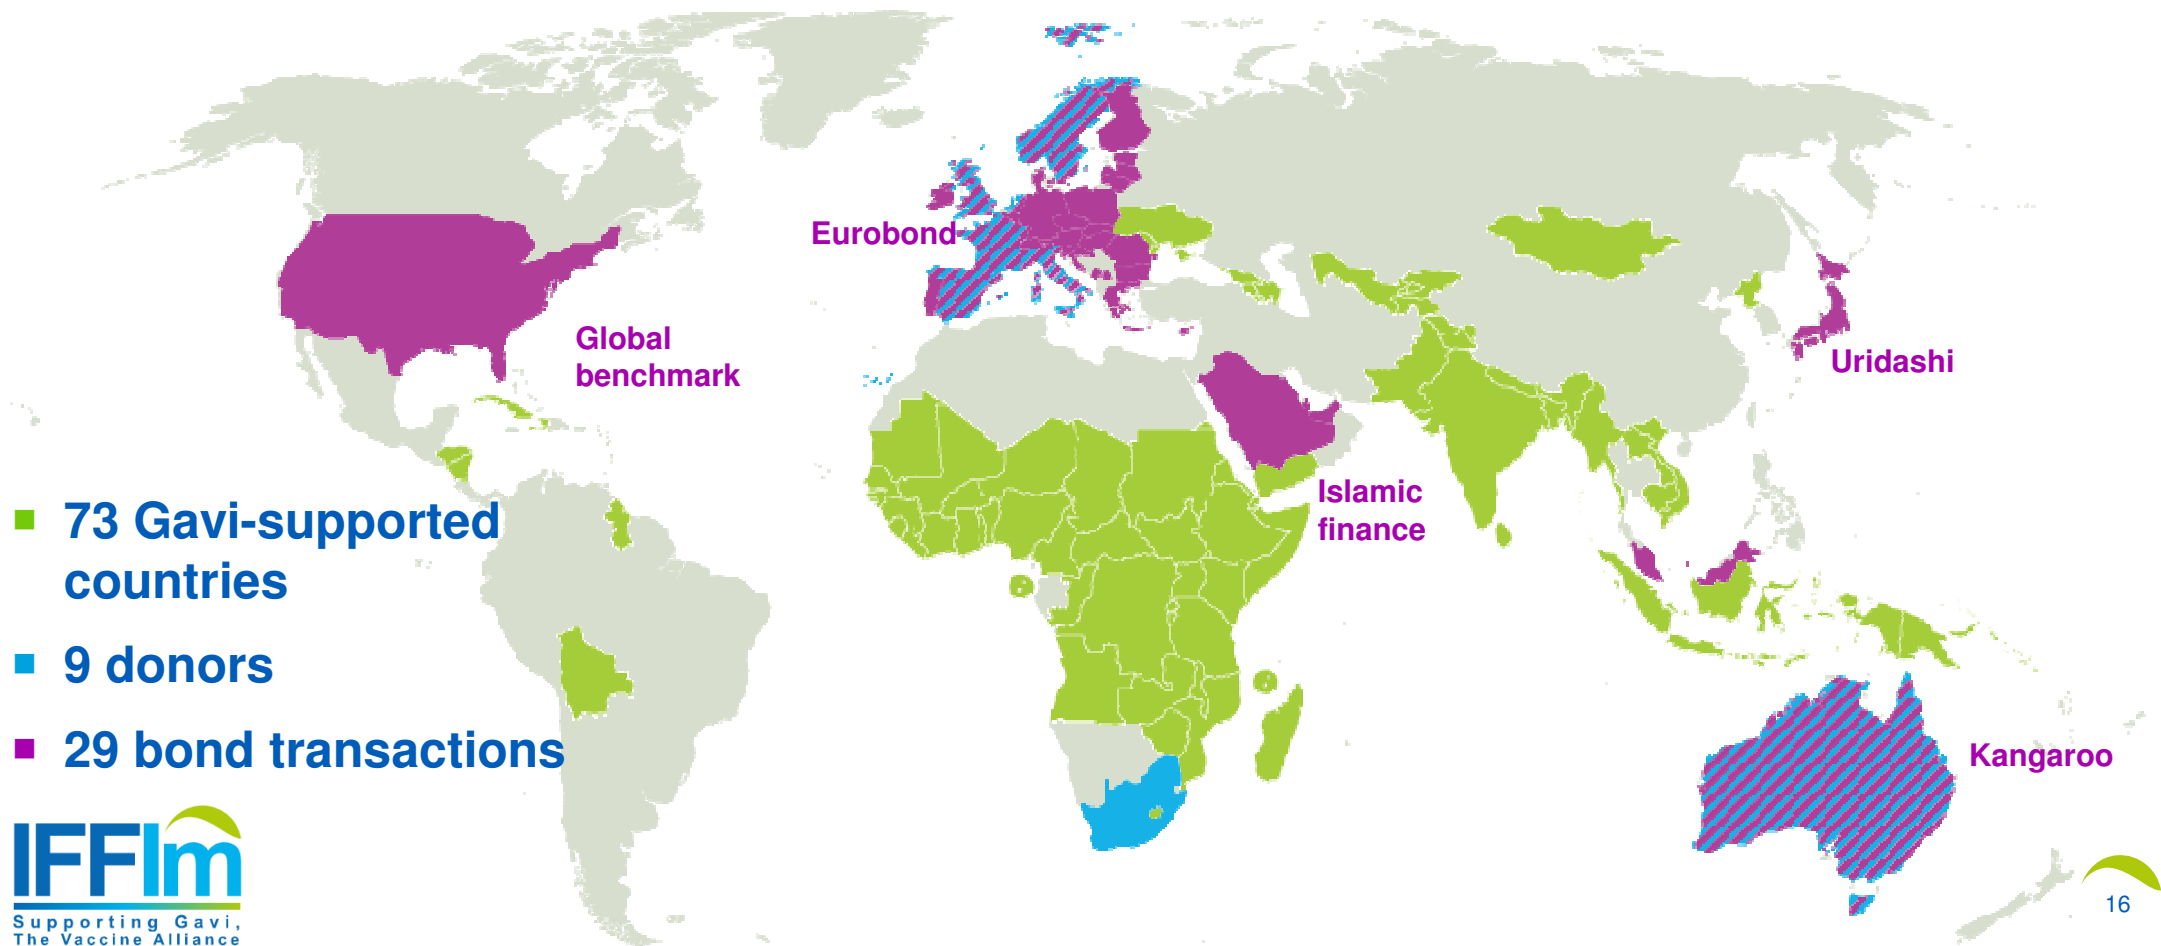 Eurobond
Global
benchmark
Uridashi
Islamic
finance
73 Gavi-supported
countries
9 donors
29 bond transactions
Kangaroo
IFFIm
Supporting Gavi,
The Vaccine Alliance
16